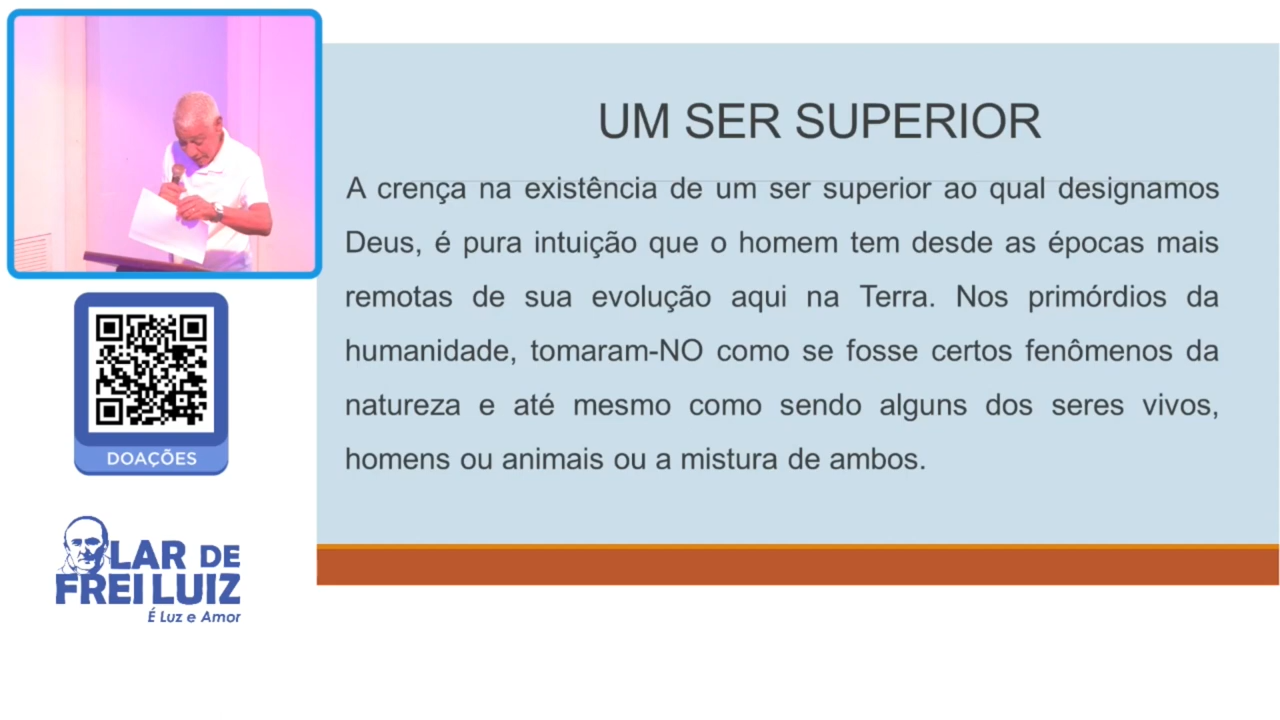 UM SER SUPERIOR
A crença na existência de um ser superior ao qual designamos
Deus, é pura intuição que o homem tem desde as épocas mais
remotas de sua evolução aqui na Terra. Nos primórdios da
humanidade, tomaram-NO como se fosse certos fenômenos da
natureza e até mesmo como sendo alguns dos seres vivos,
homens ou animais ou a mistura de ambos.
DOAÇÕES
LAR DE
FREI LUIZ
É Luz e Amor